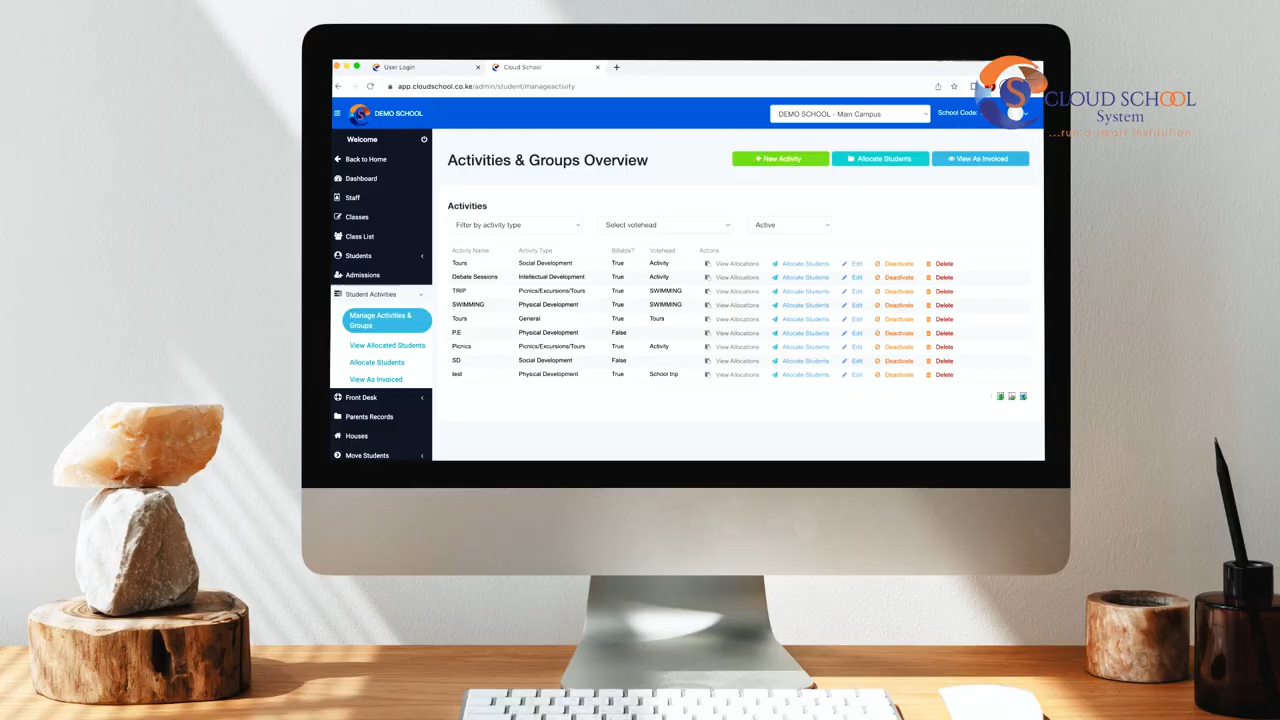 User Login
Cloud School
app.cloudschool.co.ke/admin/student/manageactivity
CLOUD SCHOOL
System
...run a smart institution
DEMO SCHOOL
DEMO SCHOOL - Main Campus
School Code:
Welcome
Back to Home
Dashboard
Staff
Classes
Class List
Students
Admissions
Student Activities
Manage Activities &
Groups
View Allocated Students
Allocate Students
View As Invoiced
Front Desk
Parents Records
Houses
Move Students
Activities & Groups Overview
New Activity
Allocate Students
View As Invoiced
Activities
Filter by activity type
Select votehead
Active
Activity Name Activity Type Billable? Votehead Actions
Tours Social Development True Activity View Allocations Allocate Students Edit Deactivate Delete
Debate Sessions Intellectual Development True Activity View Allocations Allocate Students Edit Deactivate Delete
TRIIP Picnics/Excursions/Tours True SWIMMING View Allocations Allocate Students Edit Deactivate Delete
SWIMMING Physical Development True SWIMMING View Allocations Allocate Students Edit Deactivate Delete
Tours General True Tours View Allocations Allocate Students Edit Deactivate Delete
P.E Physical Development False View Allocations Allocate Students Edit Deactivate Delete
Picnics Picnics/Excursions/Tours True Activity View Allocations Allocate Students Edit Deactivate Delete
SD Social Development False View Allocations Allocate Students Edit Deactivate Delete
test Physical Development True School trip View Allocations Allocate Students Edit Deactivate Delete